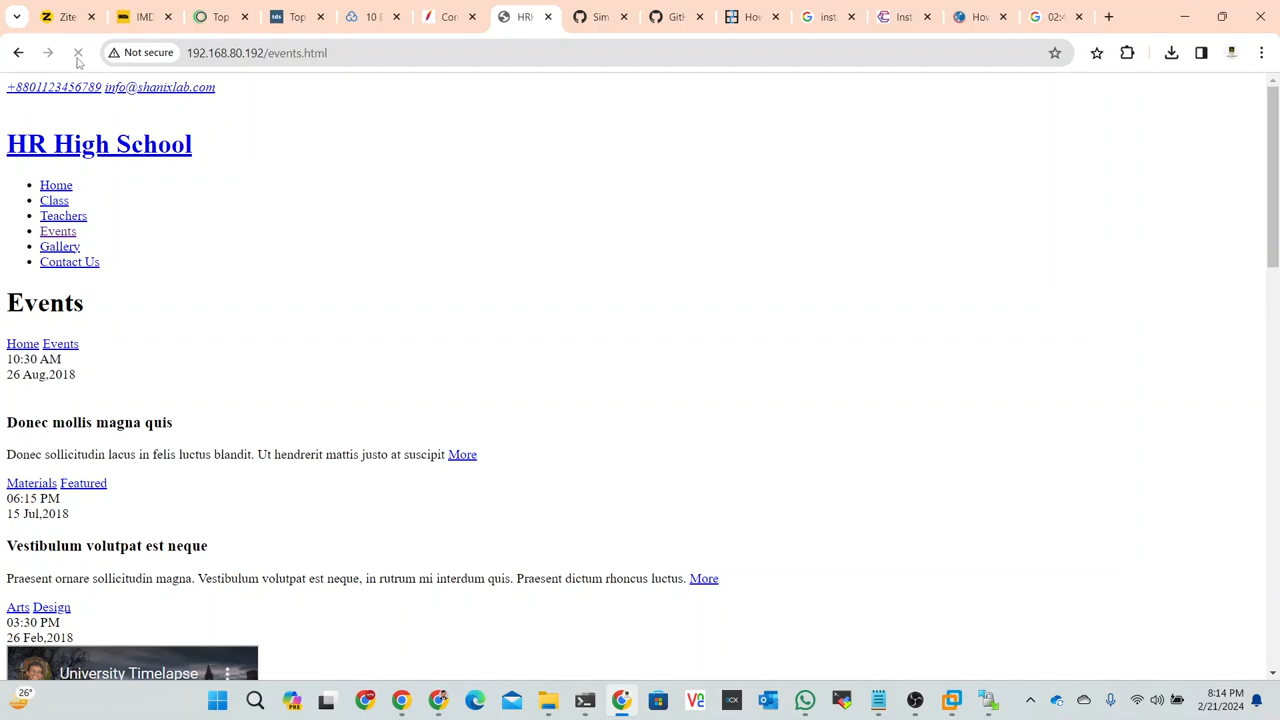 Zite
IMD
Top
Top
10 E
Con
HRI
Sim
Gitl
How
inst
Inst
How
02:4
Not secure
192.168.80.192/events.html
+8801123456789 info@shanixlab.com
HR High School
Home
Class
Teachers
Events
Gallery
Contact Us
Events
Home Events
10:30 AM
26 Aug,2018
Donec mollis magna quis
Donec sollicitudin lacus in felis luctus blandit. Ut hendrerit mattis justo at suscipit More
Materials Featured
06:15 PM
15 Jul,2018
Vestibulum volutpat est neque
Praesent ornare sollicitudin magna. Vestibulum volutpat est neque, in rutrum mi interdum quis. Praesent dictum rhoncus luctus. More
Arts Design
03:30 PM
26 Feb,2018
University Timelapse
26°
8:14 PM
2/21/2024